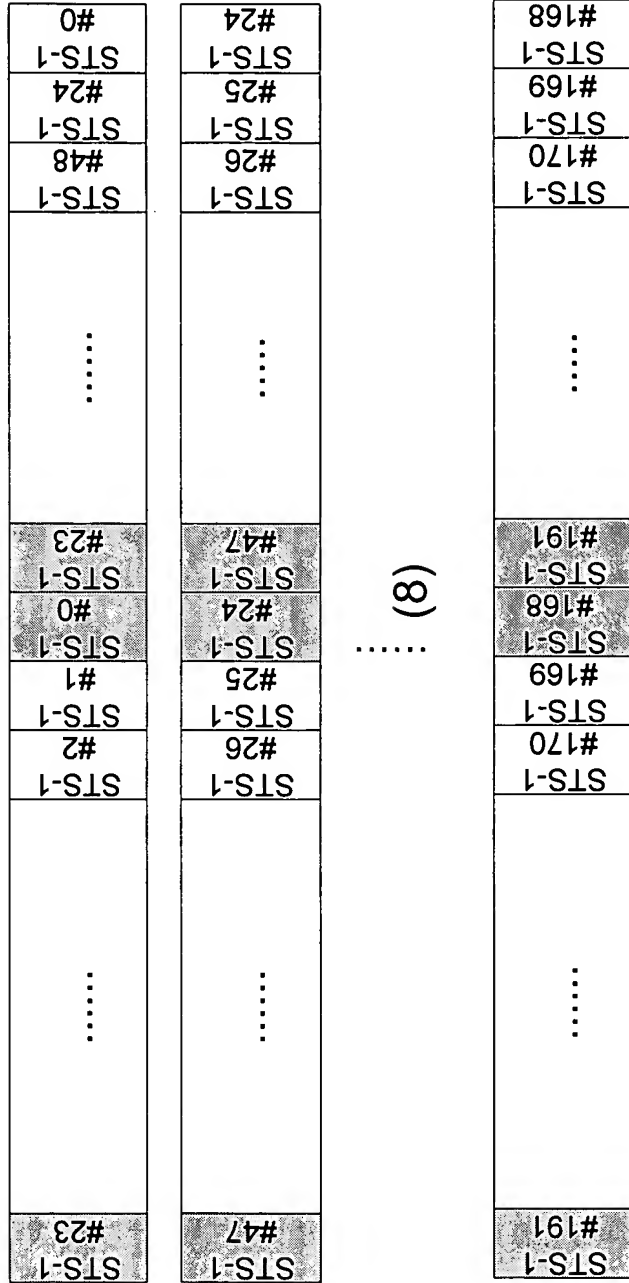 STS-1
#191
......
STS-1
#170
STS-1
#169
STS-1
#168
STS-1
#191
......
STS-1
#170
STS-1
#169
STS-1
#168
......
(8)
STS-1
#47
......
STS-1
#26
STS-1
#25
STS-1
#24
STS-1
#47
......
STS-1
#26
STS-1
#25
STS-1
#24
STS-1
#23
......
STS-1
#2
STS-1
#1
STS-1
#0
STS-1
#23
......
STS-1
#48
STS-1
#24
STS-1
#0